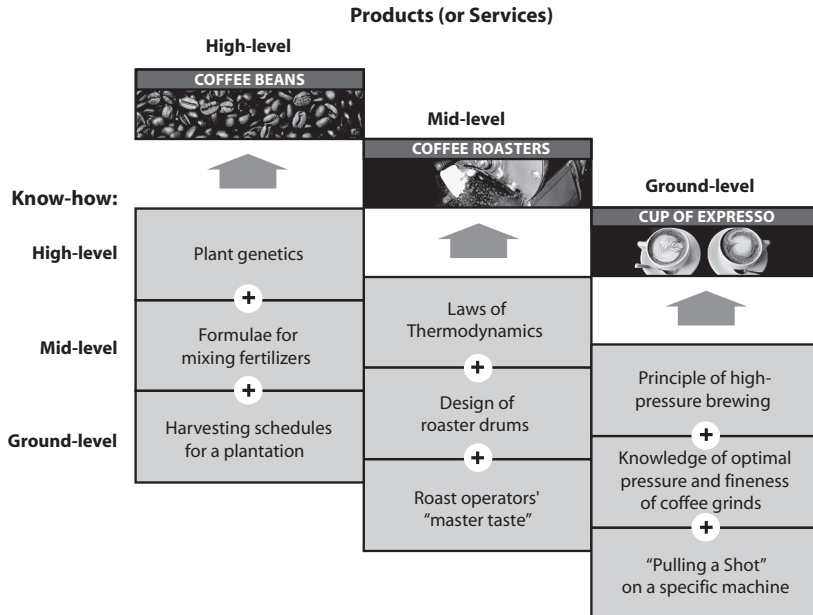 Products (or Services)
High-level
COFFEE BEANS
Mid-level
COFFEE ROASTERS
Ground-level
CUP OF EXPRESSO
Know-how:
High-level
Plant genetics
+
Mid-level
Formulae for
mixing fertilizers
+
Ground-level
Harvesting schedules
for a plantation
Laws of
Thermodynamics
+
Design of
roaster drums
+
Roast operators'
“master taste”
Principle of high-
pressure brewing
+
Knowledge of optimal
pressure and fineness
of coffee grinds
+
“Pulling a Shot”
on a specific machine